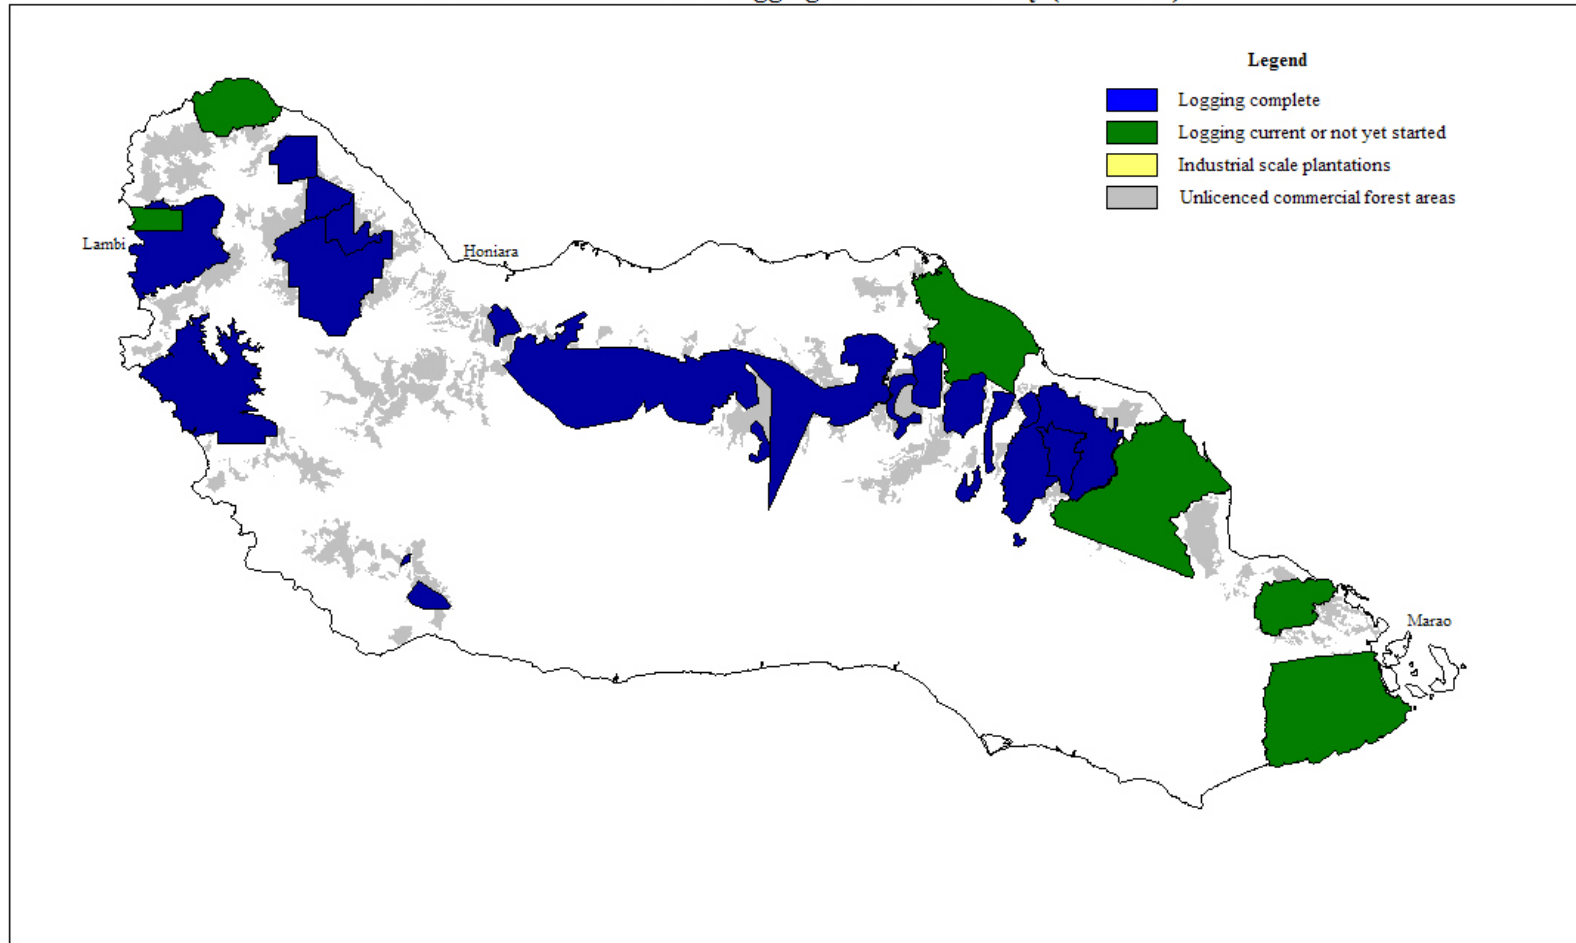 Legend
Logging complete
Logging current or not yet started
Industrial scale plantations
Unlicenced commercial forest areas
Lambi
Honiara
Marao